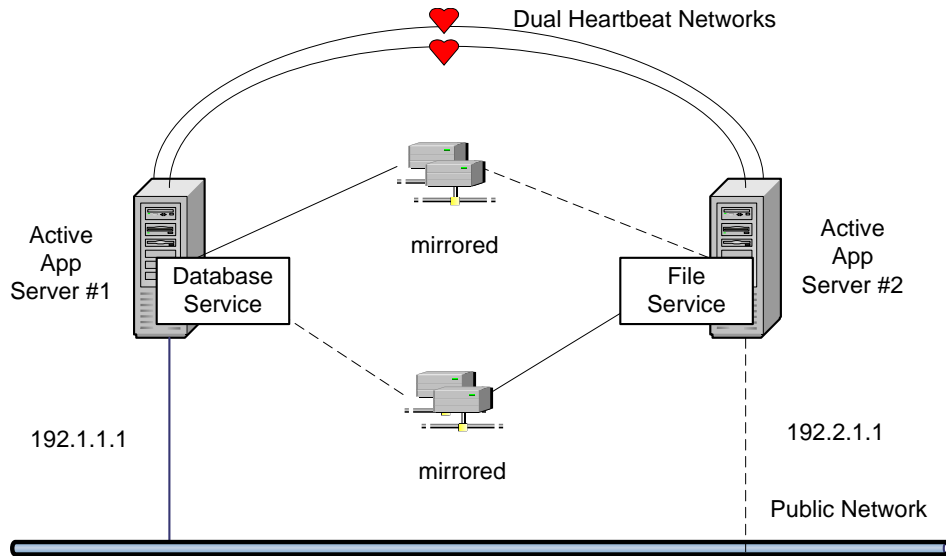 Dual Heartbeat Networks
mirrored
Active
App
Server #1
Database
Service
File
Service
Active
App
Server #2
mirrored
192.1.1.1
192.2.1.1
Public Network